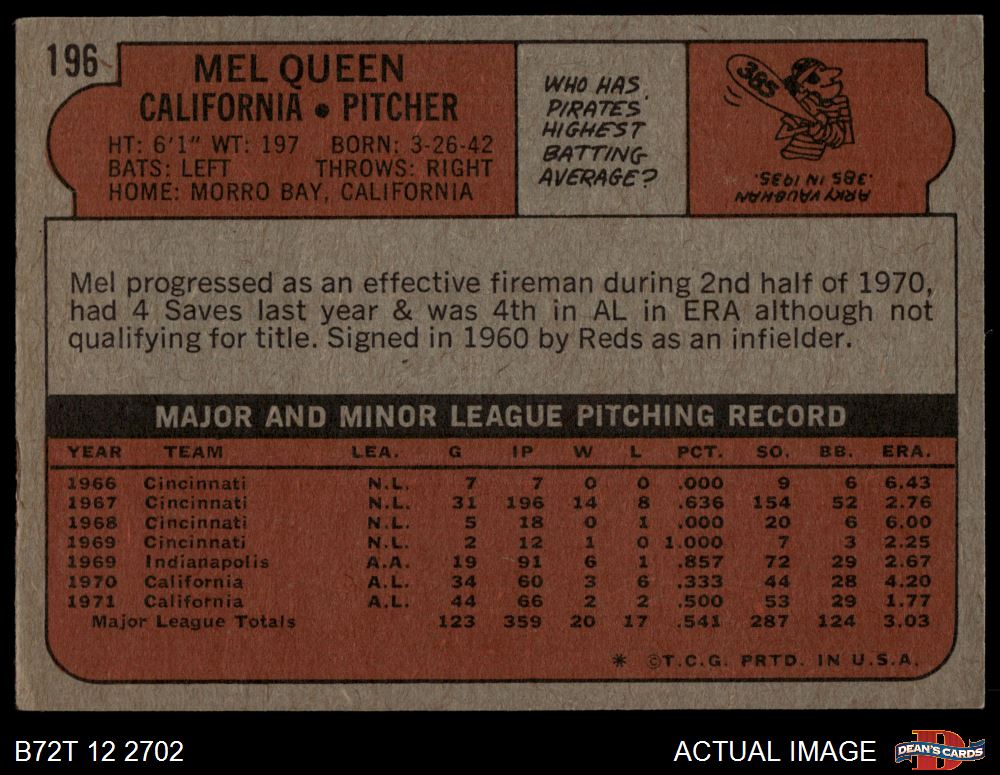 196
MEL QUEEN
CALIFORNIA • PITCHER
HT: 6'1" WT: 197 BORN: 3-26-42
BATS: LEFT THROWS: RIGHT
HOME: MORRO BAY, CALIFORNIA
WHO HAS
PIRATES'
HIGHEST
BATTING
AVERAGE?
385
ARKY VAUGHAN
.385 IN 1935.
Mel progressed as an effective fireman during 2nd half of 1970,
had 4 Saves last year & was 4th in AL in ERA although not
qualifying for title. Signed in 1960 by Reds as an infielder.
MAJOR AND MINOR LEAGUE PITCHING RECORD
YEAR TEAM LEA. G IP W L PCT. SO. BB. ERA.
1966 Cincinnati N.L. 7 7 0 0 .000 9 6 6.43
1967 Cincinnati N.L. 31 196 14 8 .636 154 52 2.76
1968 Cincinnati N.L. 5 18 0 1 .000 20 6 6.00
1969 Cincinnati N.L. 2 12 1 0 1.000 7 3 2.25
1969 Indianapolis A.A. 19 91 6 1 .857 72 29 2.67
1970 California A.L. 34 60 3 6 .333 44 28 4.20
1971 California A.L. 44 66 2 2 .500 53 29 1.77
Major League Totals 123 359 20 17 .541 287 124 3.03
* ©T.C.G. PRTD. IN U.S.A.
B72T 12 2702
ACTUAL IMAGE
D
DEAN'S CARDS